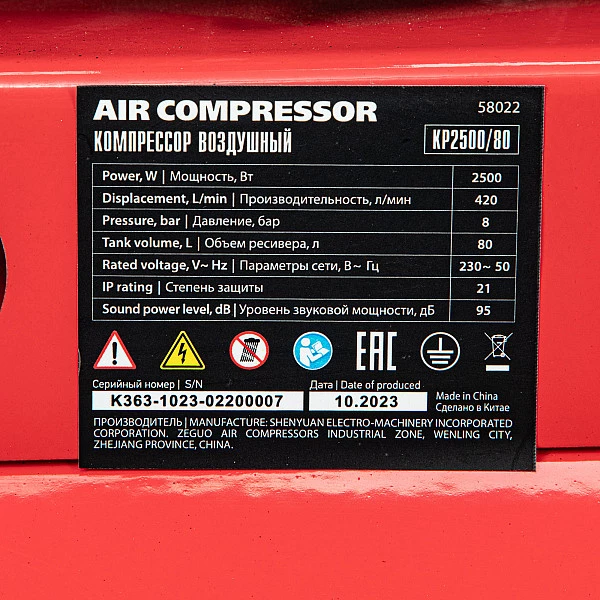 AIR COMPRESSOR
58022
КОМПРЕССОР ВОЗДУШНЫЙ
KP2500/80
Power, W | Мощность, Вт 2500
Displacement, L/min | Производительность, л/мин 420
Pressure, bar | Давление, бар 8
Tank volume, L | Объем ресивера, л 80
Rated voltage, V~ Hz | Параметры сети, В~ Гц 230~ 50
IP rating | Степень защиты 21
Sound power level, dB | Уровень звуковой мощности, дБ 95
EAC
Серийный номер | S/N
Дата | Date of produced
K363-1023-02200007
10.2023
Made in China
Сделано в Китае
ПРОИЗВОДИТЕЛЬ | MANUFACTURE: SHENYUAN ELECTRO-MACHINERY INCORPORATED
CORPORATION. ZEGUO AIR COMPRESSORS INDUSTRIAL ZONE, WENLING CITY,
ZHEJIANG PROVINCE, CHINA.